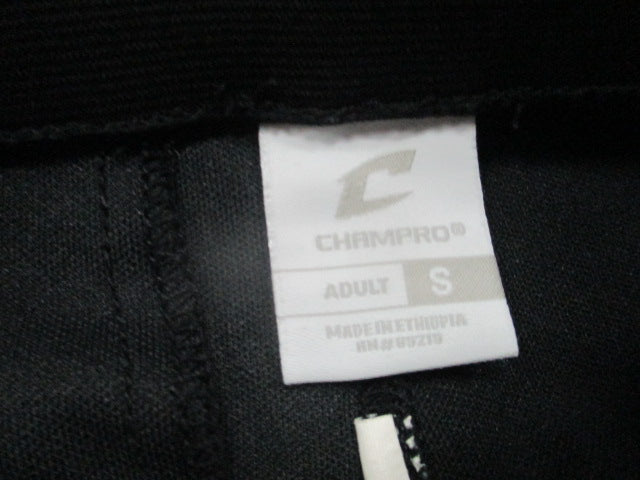 C
CHAMPRO®
ADULT S
MADE IN ETHIOPIA
RN# 89219